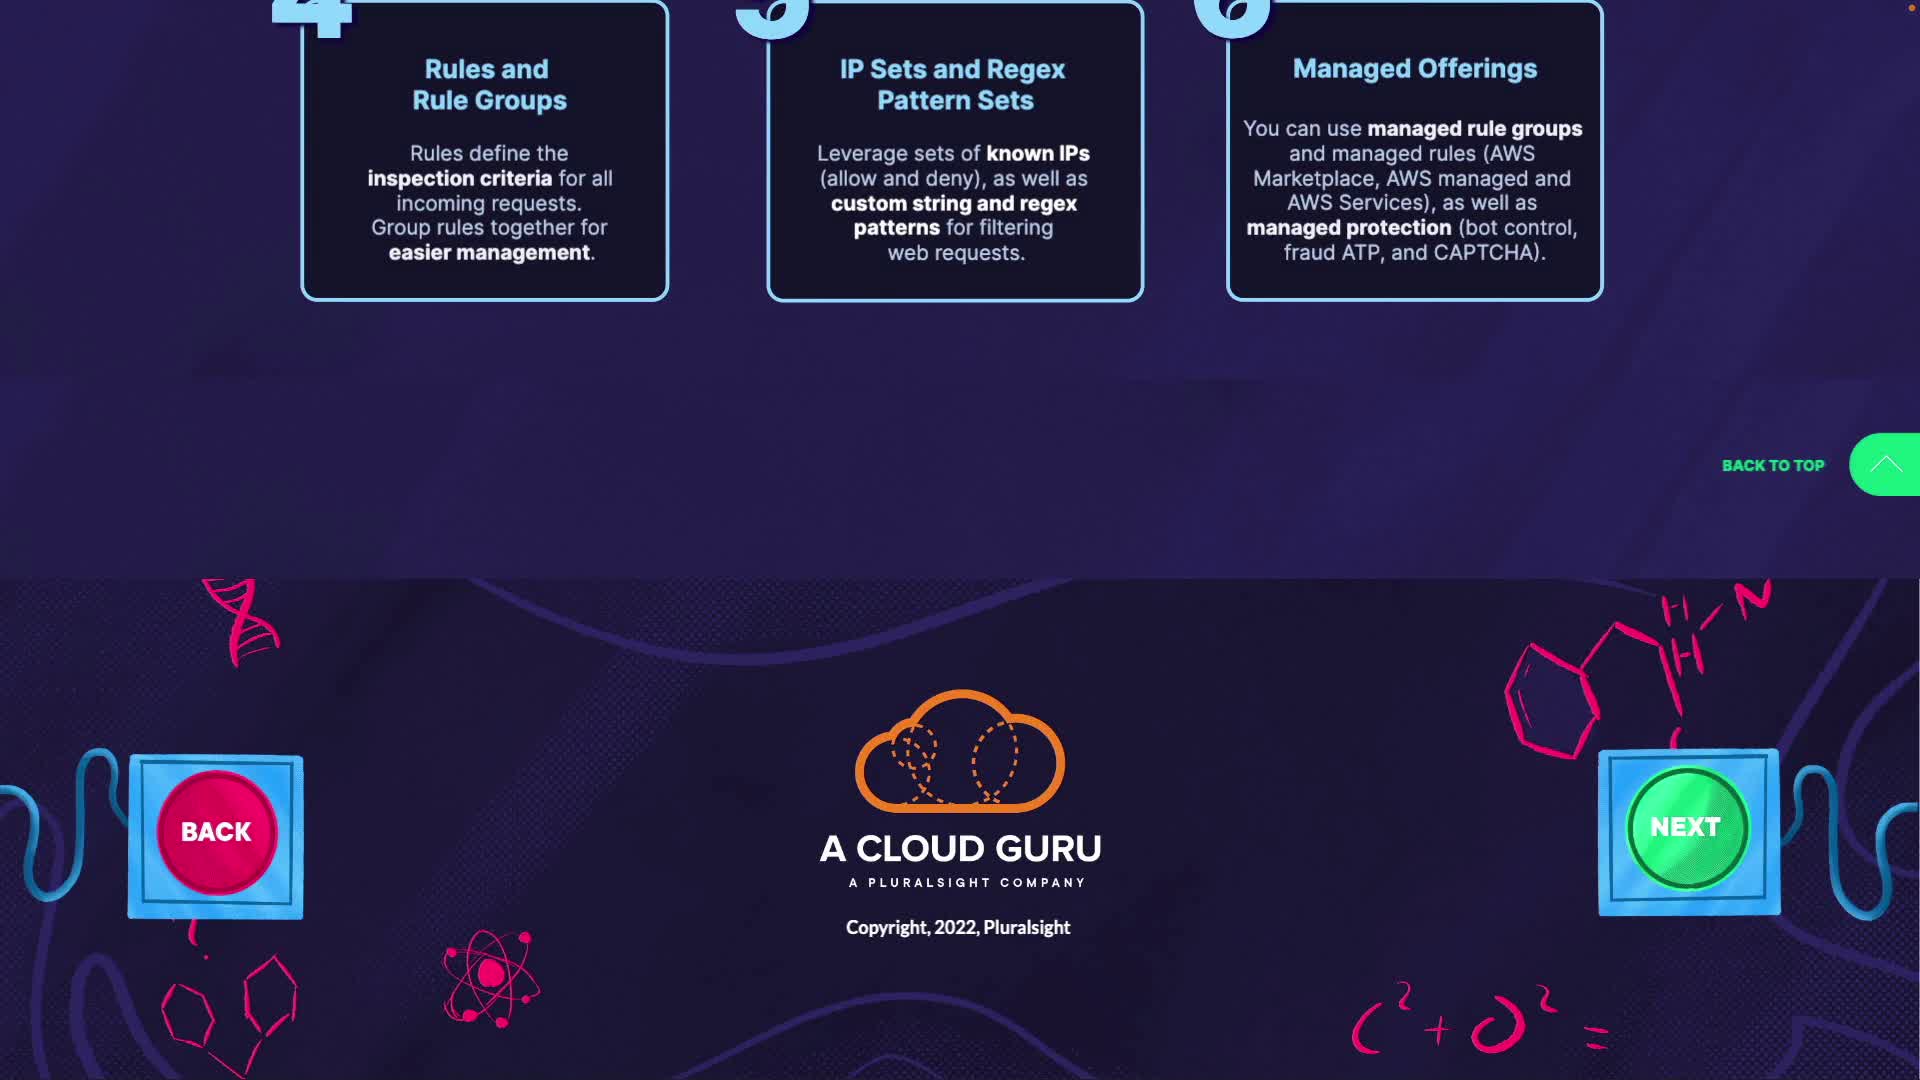 4
Rules and
Rule Groups
Rules define the
inspection criteria for all
incoming requests.
Group rules together for
easier management.
5
IP Sets and Regex
Pattern Sets
Leverage sets of known IPs
(allow and deny), as well as
custom string and regex
patterns for filtering
web requests.
6
Managed Offerings
You can use managed rule groups
and managed rules (AWS
Marketplace, AWS managed and
AWS Services), as well as
managed protection (bot control,
fraud ATP, and CAPTCHA).
BACK TO TOP
H N
H
BACK
NEXT
A CLOUD GURU
A PLURALSIGHT COMPANY
Copyright, 2022, Pluralsight
C² + O² =